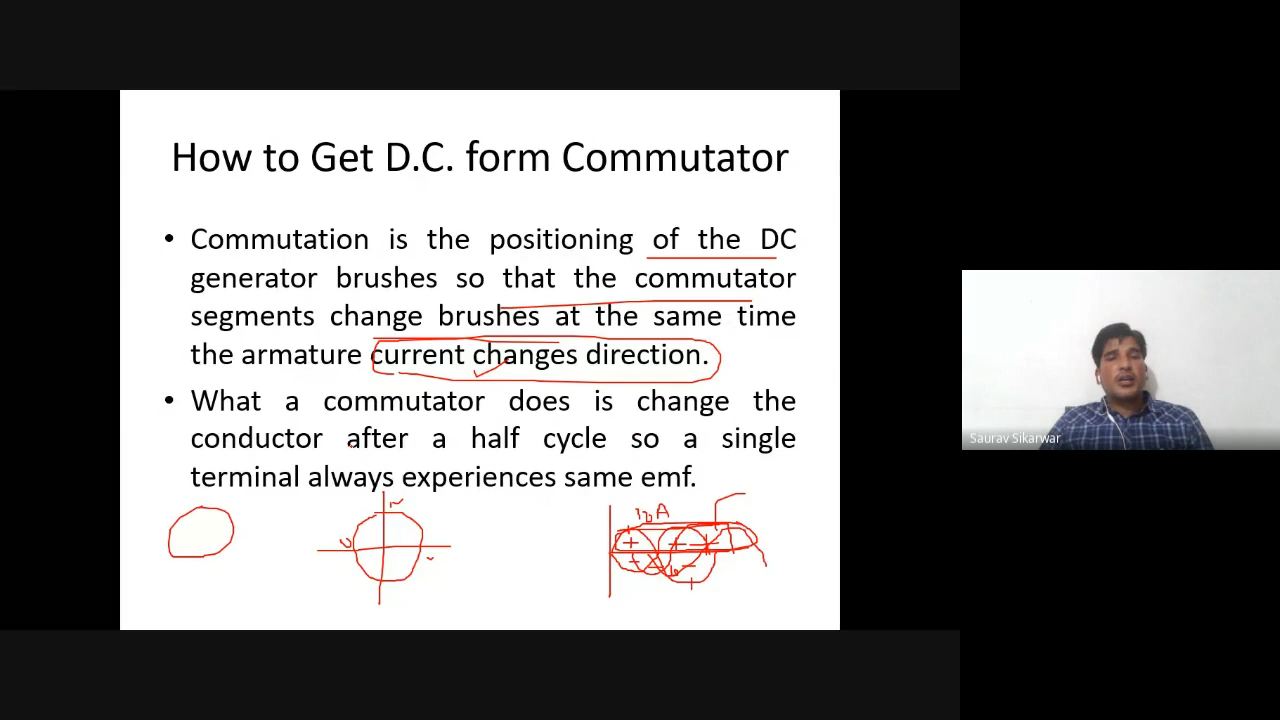 How to Get D.C. form Commutator
• Commutation is the positioning of the DC
generator brushes so that the commutator
segments change brushes at the same time
the armature current changes direction.
• What a commutator does is change the
conductor after a half cycle so a single
terminal always experiences same emf.
Saurav Sikarwar